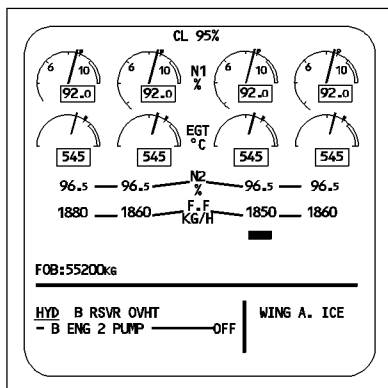 CL 95%
6 10 6 10 N1 % 6 10 6 10
92.0 92.0 92.0 92.0
EGT °C
545 545 545 545
96.5 96.5 N2 % 96.5 96.5
1880 1860 F.F KG/H 1850 1860
FOB:55200KG
HYD B RSVR OVHT WING A. ICE
- B ENG 2 PUMP OFF